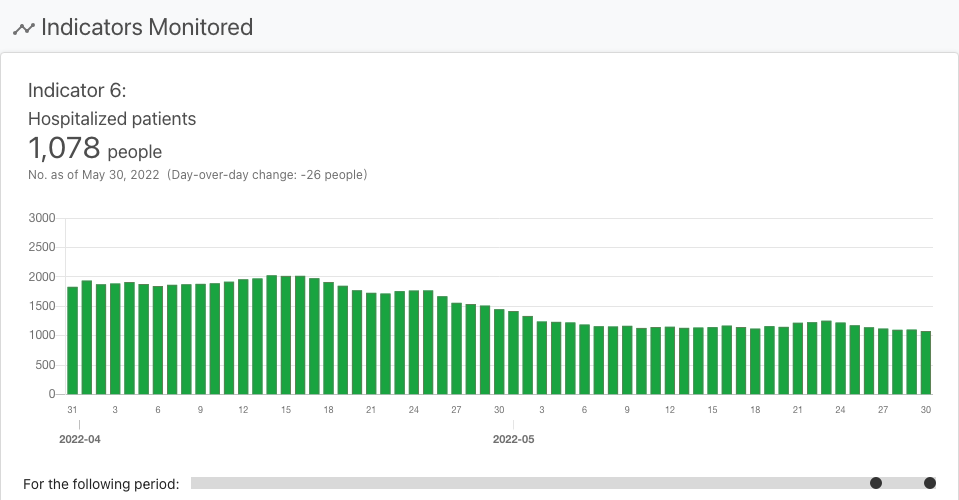 Indicators Monitored
Indicator 6:
Hospitalized patients
1,078 people
No. as of May 30, 2022 (Day-over-day change: -26 people)
3000
2500
2000
1500
1000
500
0
31 3 6 9 12 15 18 21 24 27 30 3 6 9 12 15 18 21 24 27 30
2022-04 2022-05
For the following period: